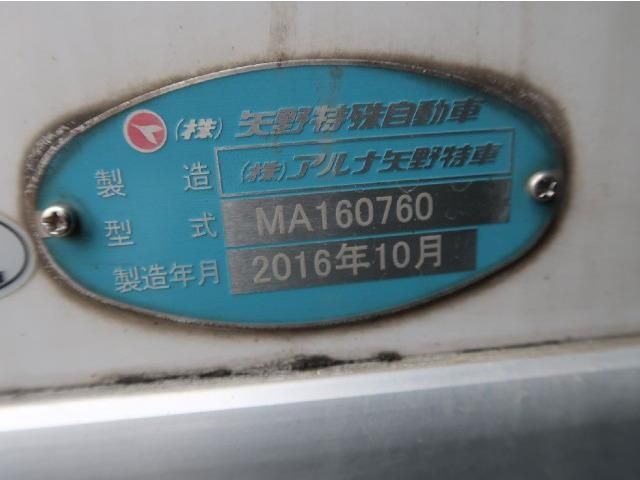 (株)矢野特殊自動車
製造 (株)アルナ矢野特車
型式 MA160760
製造年月 2016年10月